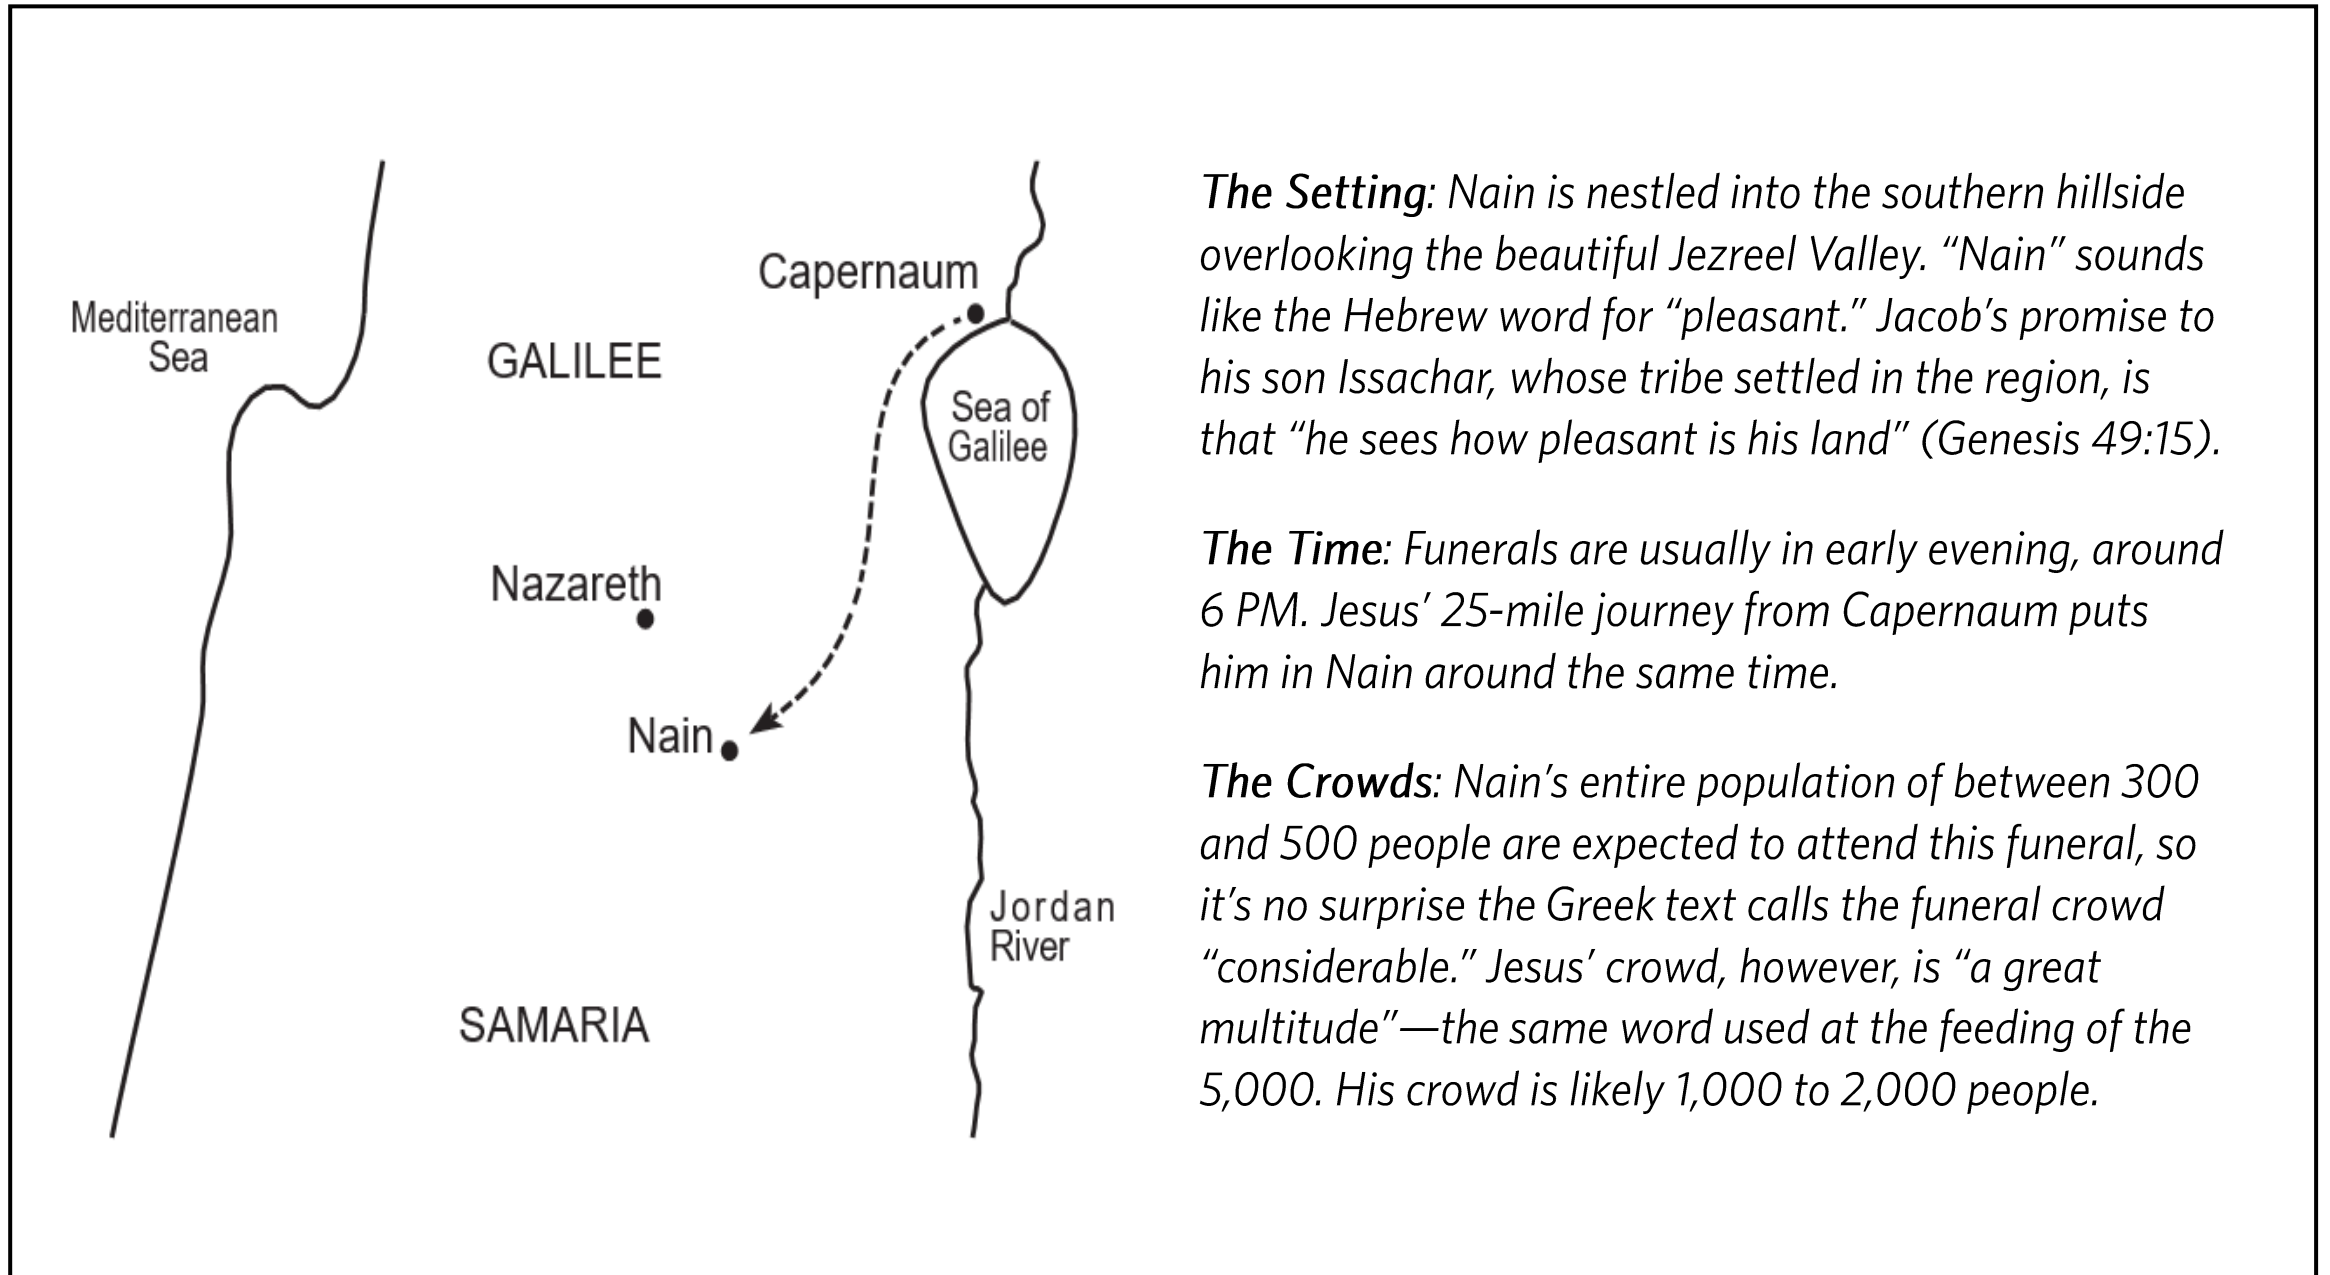 Capernaum
Mediterranean
Sea
GALILEE
Sea of
Galilee
Nazareth
Nain
Jordan
River
SAMARIA
The Setting: Nain is nestled into the southern hillside
overlooking the beautiful Jezreel Valley. “Nain” sounds
like the Hebrew word for “pleasant.” Jacob’s promise to
his son Issachar, whose tribe settled in the region, is
that “he sees how pleasant is his land” (Genesis 49:15).
The Time: Funerals are usually in early evening, around
6 PM. Jesus’ 25-mile journey from Capernaum puts
him in Nain around the same time.
The Crowds: Nain’s entire population of between 300
and 500 people are expected to attend this funeral, so
it’s no surprise the Greek text calls the funeral crowd
“considerable.” Jesus’ crowd, however, is “a great
multitude”—the same word used at the feeding of the
5,000. His crowd is likely 1,000 to 2,000 people.